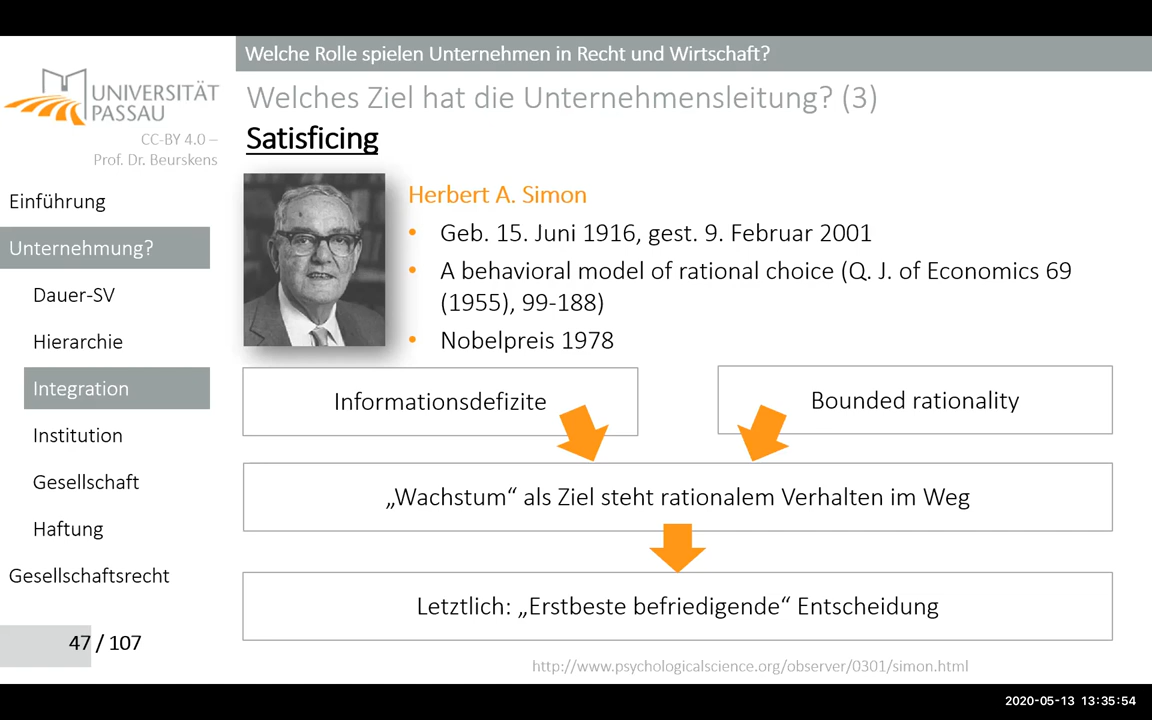 Welche Rolle spielen Unternehmen in Recht und Wirtschaft?
UNIVERSITÄT
PASSAU
CC-BY 4.0 –
Prof. Dr. Beurskens
Welches Ziel hat die Unternehmensleitung? (3)
Satisficing
Einführung
Unternehmung?
Dauer-SV
Hierarchie
Integration
Institution
Gesellschaft
Haftung
Gesellschaftsrecht
47 / 107
Herbert A. Simon
• Geb. 15. Juni 1916, gest. 9. Februar 2001
• A behavioral model of rational choice (Q. J. of Economics 69
(1955), 99-188)
• Nobelpreis 1978
Informationsdefizite
Bounded rationality
„Wachstum“ als Ziel steht rationalem Verhalten im Weg
Letztlich: „Erstbeste befriedigende“ Entscheidung
http://www.psychologicalscience.org/observer/0301/simon.html
2020-05-13 13:35:54